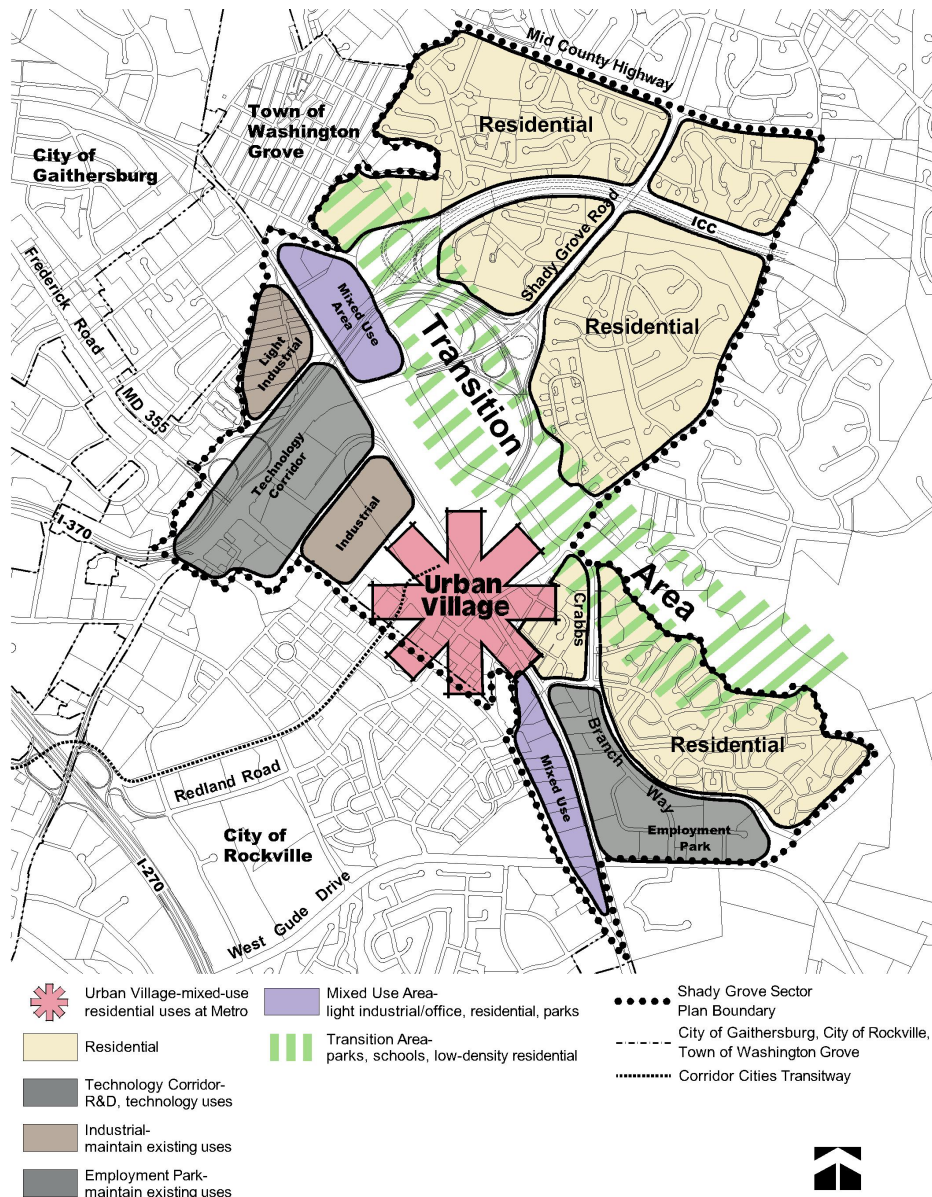 Mid County Highway
Town of
Washington
Grove
Residential
City of
Gaithersburg
ICC
Shady Grove Road
Frederick Road
Mixed Use
Area
Residential
Light
Industrial
Transition
MD 355
Technology
Corridor
Industrial
I-370
Urban
Village
Area
Crabbs
Branch
Way
Residential
Mixed Use
Redland Road
Employment
Park
City of
Rockville
I-270
West Gude Drive
Urban Village-mixed-use
residential uses at Metro
Residential
Technology Corridor-
R&D, technology uses
Industrial-
maintain existing uses
Employment Park-
maintain existing uses
Mixed Use Area-
light industrial/office, residential, parks
Transition Area-
parks, schools, low-density residential
Shady Grove Sector
Plan Boundary
City of Gaithersburg, City of Rockville,
Town of Washington Grove
Corridor Cities Transitway